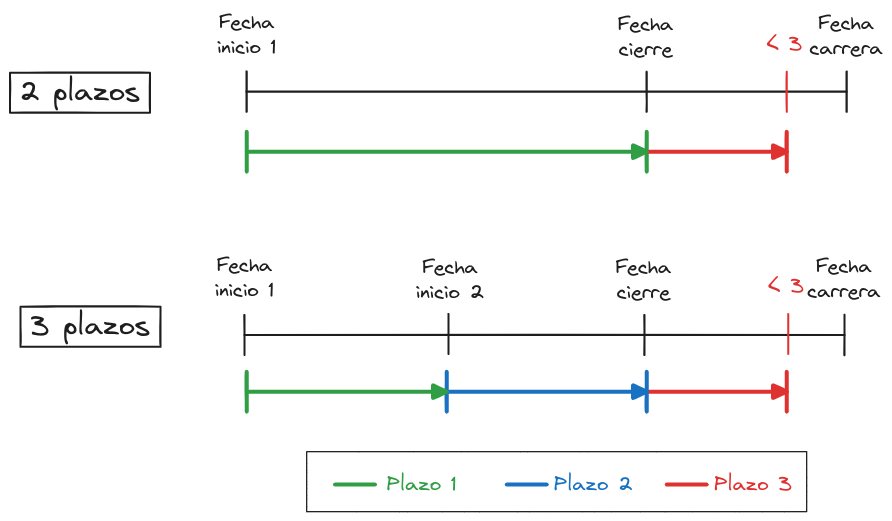 Fecha
inicio 1
Fecha
cierre
< 3
Fecha
carrera
2 plazos
Fecha
inicio 1
Fecha
inicio 2
Fecha
cierre
< 3
Fecha
carrera
3 plazos
Plazo 1
Plazo 2
Plazo 3